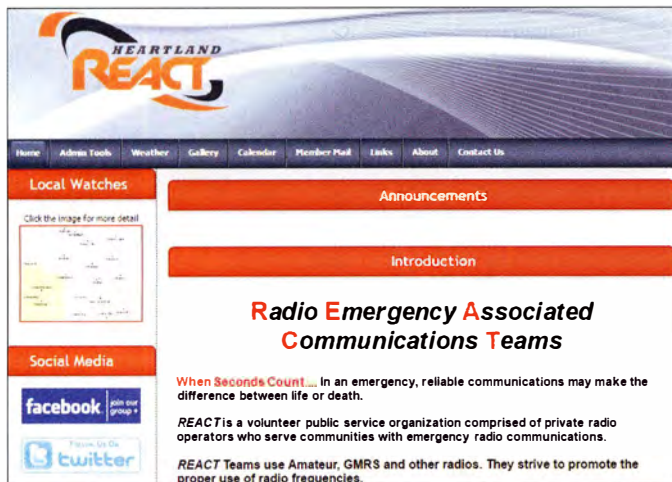 HEARTLAND
REACT
Home Admin Tools Weather Gallery Calendar Member Mail Links About Contact Us
Local Watches
Click the image for more detail
Social Media
facebook. join our group +
Follow Us On
twitter
Announcements
Introduction
Radio Emergency Associated
Communications Teams
When Seconds Count.... In an emergency, reliable communications may make the
difference between life or death.
REACT is a volunteer public service organization comprised of private radio
operators who serve communities with emergency radio communications.
REACT Teams use Amateur, GMRS and other radios. They strive to promote the
proper use of radio frequencies.